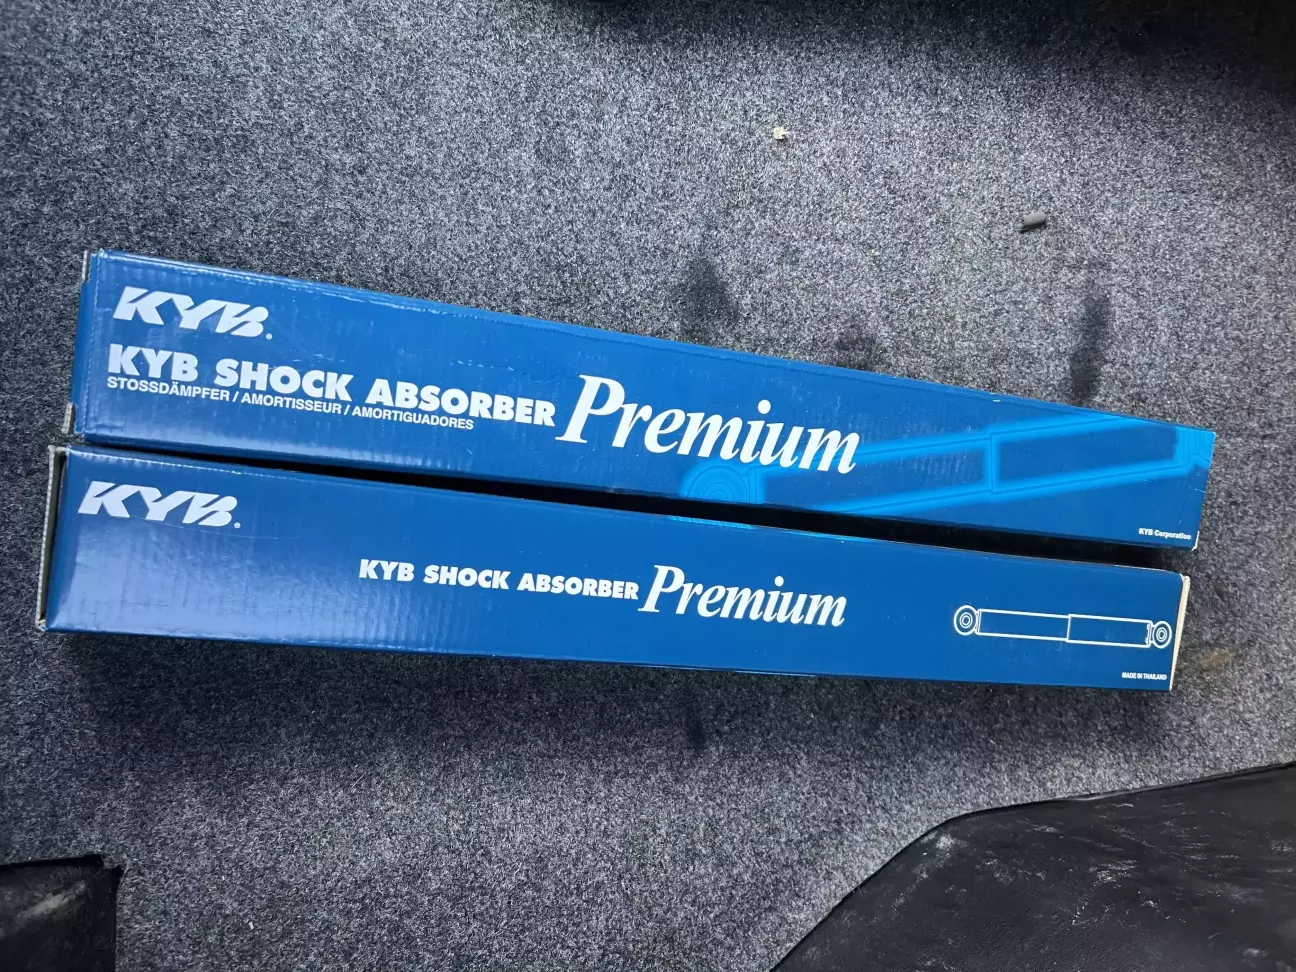 KYB®
KYB SHOCK ABSORBER Premium
STOSSDÄMPFER / AMORTISSEUR / AMORTIGUADORES
KYB Corporation
KYB®
KYB SHOCK ABSORBER Premium
MADE IN THAILAND